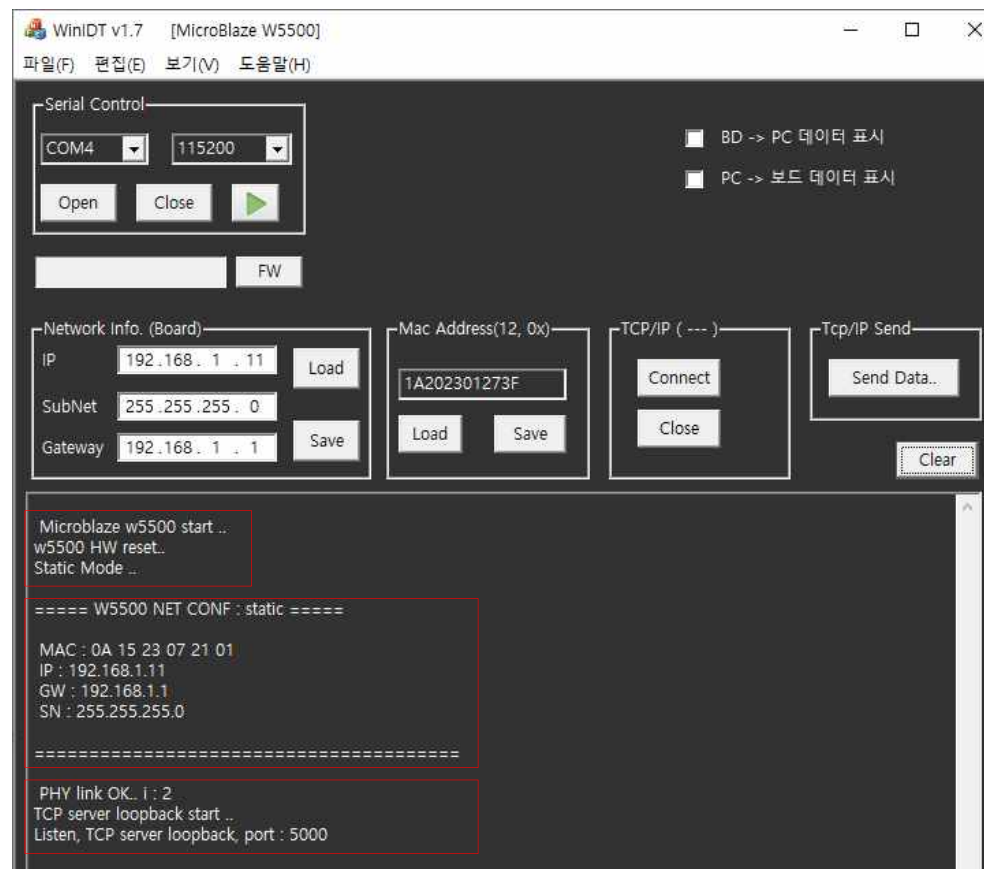 WinIDT v1.7 [MicroBlaze W5500]
파일(F) 편집(E) 보기(V) 도움말(H)
Serial Control
COM4 115200
BD -> PC 데이터 표시
PC -> 보드 데이터 표시
Open Close
FW
Network Info. (Board)
IP 192.168. 1 . 11
Load
SubNet 255.255.255. 0
Gateway 192.168. 1 . 1
Save
Mac Address(12, 0x)
1A202301273F
Load Save
TCP/IP ( --- )
Connect
Close
Tcp/IP Send
Send Data..
Clear
Microblaze w5500 start ..
w5500 HW reset..
Static Mode ..
===== W5500 NET CONF : static =====
MAC : 0A 15 23 07 21 01
IP : 192.168.1.11
GW : 192.168.1.1
SN : 255.255.255.0
=======================================
PHY link OK.. i : 2
TCP server loopback start ..
Listen, TCP server loopback, port : 5000